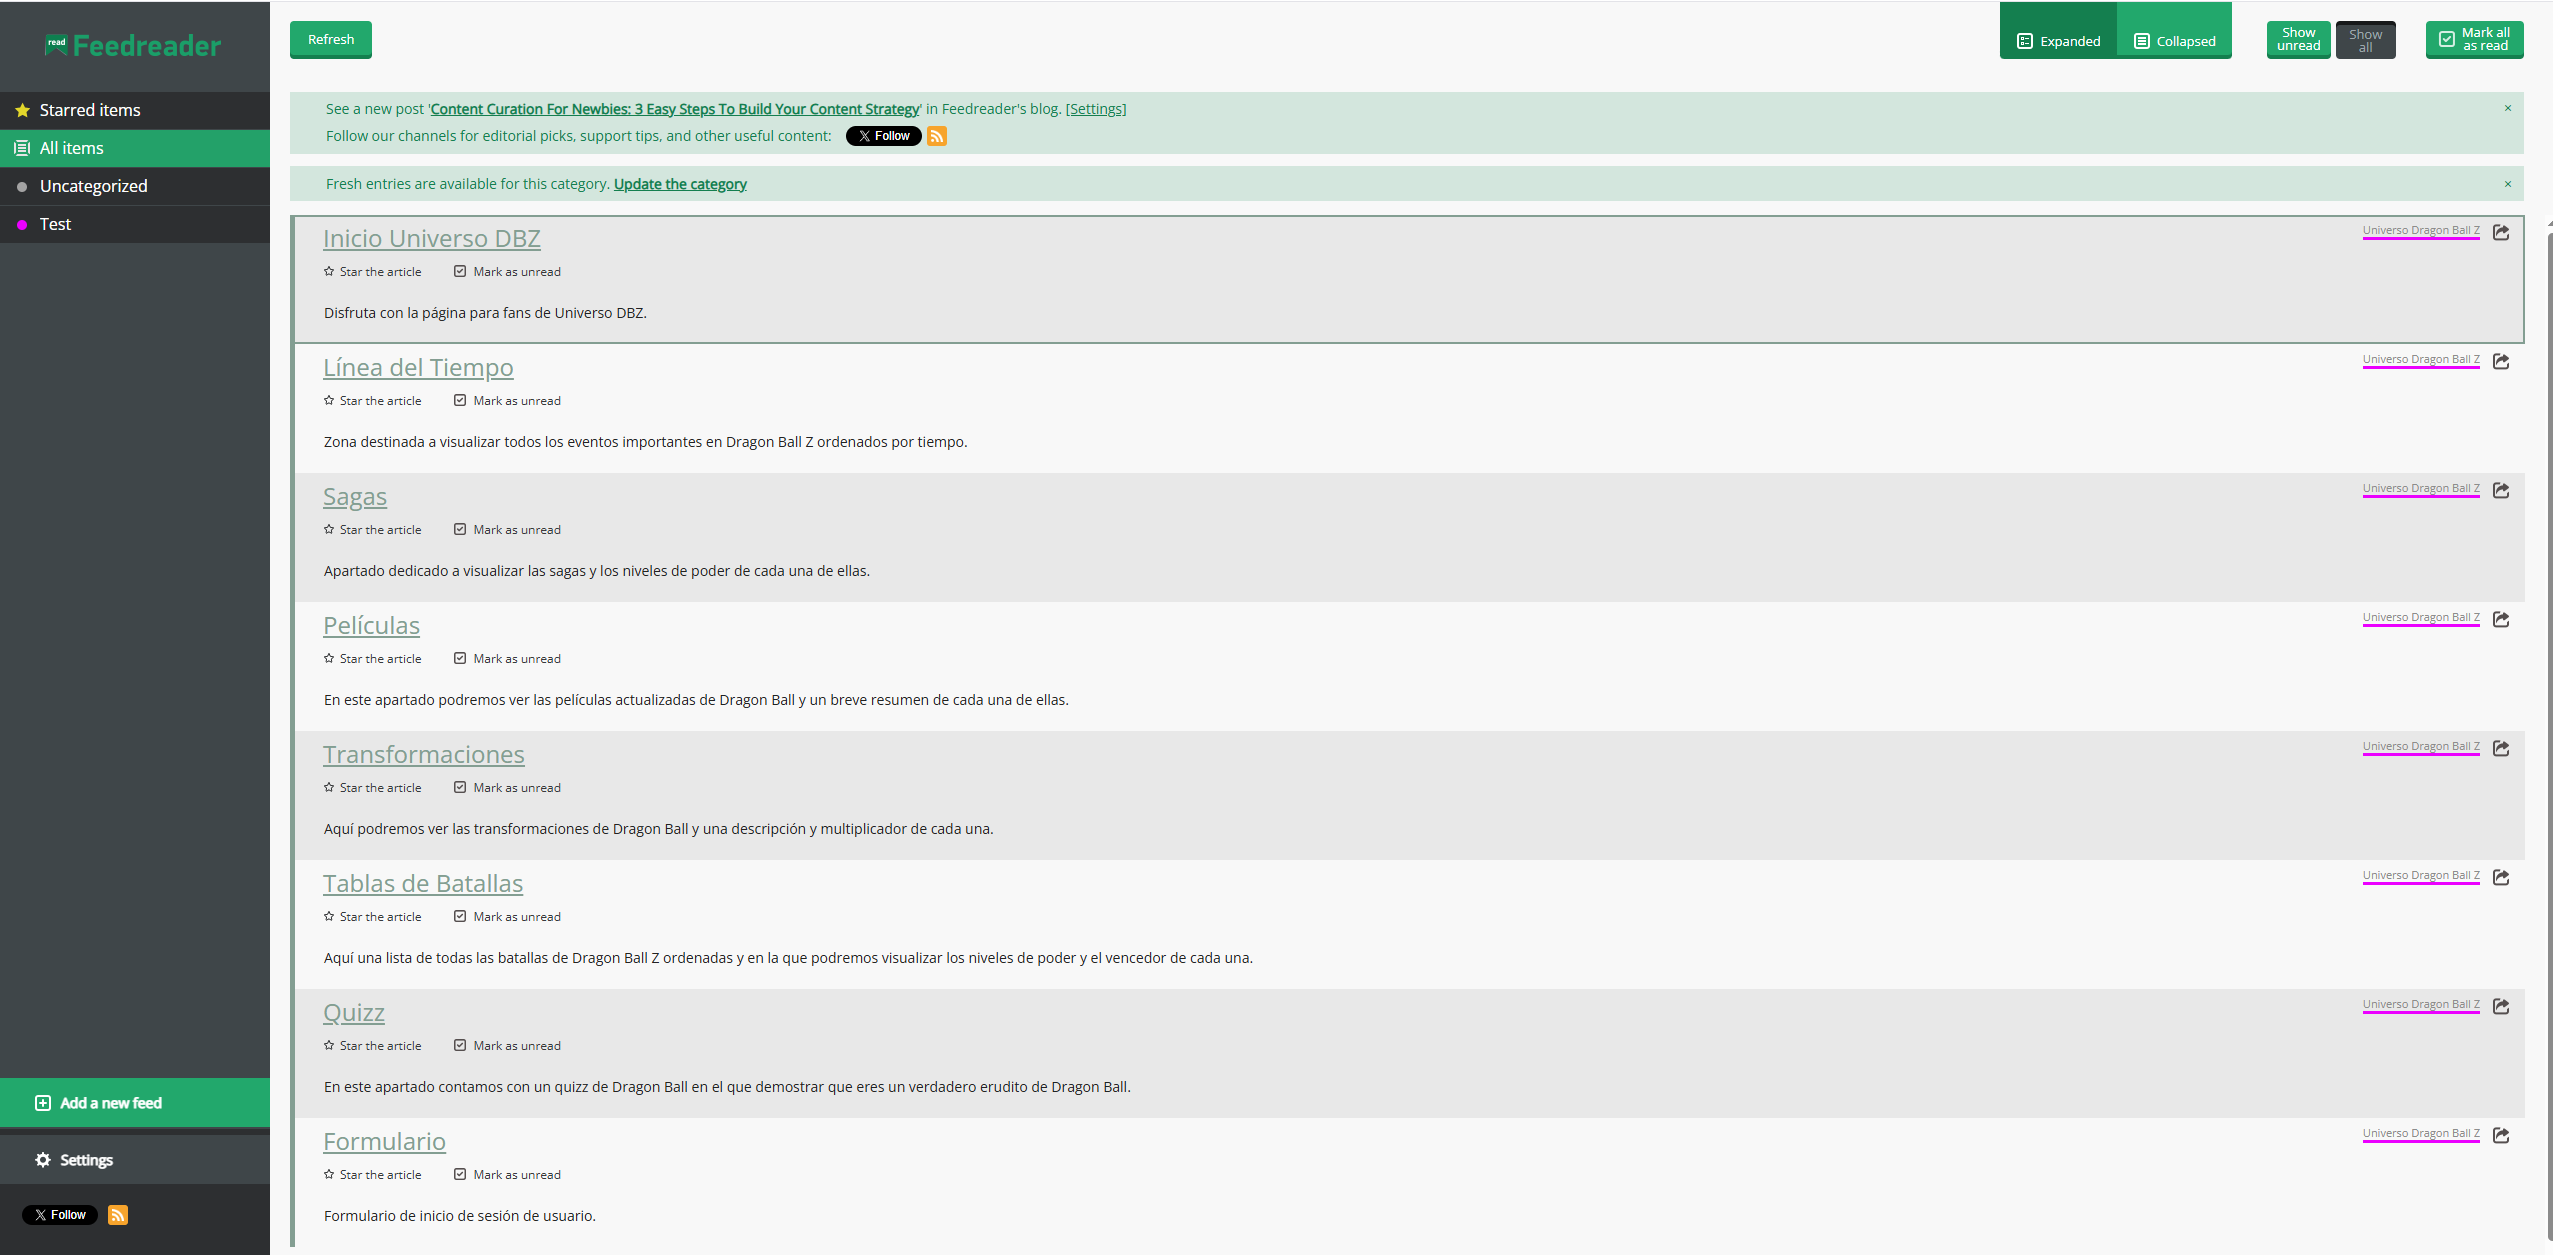 read Feedreader
Starred items
All items
Uncategorized
Test
Add a new feed
Settings
Follow
Refresh
Expanded
Collapsed
Show
unread
Show
all
Mark all
as read
See a new post 'Content Curation For Newbies: 3 Easy Steps To Build Your Content Strategy' in Feedreader's blog. [Settings]
×
Follow our channels for editorial picks, support tips, and other useful content: Follow
Fresh entries are available for this category. Update the category
×
Inicio Universo DBZ
Universo Dragon Ball Z
Star the article Mark as unread
Disfruta con la página para fans de Universo DBZ.
Línea del Tiempo
Universo Dragon Ball Z
Star the article Mark as unread
Zona destinada a visualizar todos los eventos importantes en Dragon Ball Z ordenados por tiempo.
Sagas
Universo Dragon Ball Z
Star the article Mark as unread
Apartado dedicado a visualizar las sagas y los niveles de poder de cada una de ellas.
Películas
Universo Dragon Ball Z
Star the article Mark as unread
En este apartado podremos ver las películas actualizadas de Dragon Ball y un breve resumen de cada una de ellas.
Transformaciones
Universo Dragon Ball Z
Star the article Mark as unread
Aquí podremos ver las transformaciones de Dragon Ball y una descripción y multiplicador de cada una.
Tablas de Batallas
Universo Dragon Ball Z
Star the article Mark as unread
Aquí una lista de todas las batallas de Dragon Ball Z ordenadas y en la que podremos visualizar los niveles de poder y el vencedor de cada una.
Quizz
Universo Dragon Ball Z
Star the article Mark as unread
En este apartado contamos con un quizz de Dragon Ball en el que demostrar que eres un verdadero erudito de Dragon Ball.
Formulario
Universo Dragon Ball Z
Star the article Mark as unread
Formulario de inicio de sesión de usuario.